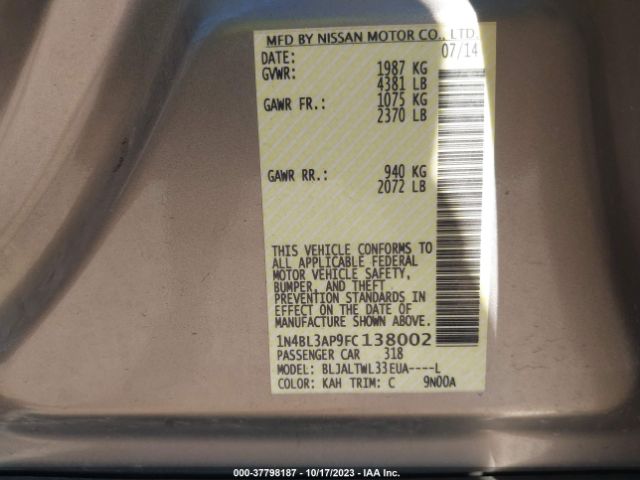 MFD BY NISSAN MOTOR CO., LTD.
DATE: 07/14
GVWR: 1987 KG
4381 LB
GAWR FR.: 1075 KG
2370 LB
GAWR RR.: 940 KG
2072 LB
THIS VEHICLE CONFORMS TO
ALL APPLICABLE FEDERAL
MOTOR VEHICLE SAFETY,
BUMPER, AND THEFT
PREVENTION STANDARDS IN
EFFECT ON THE DATE OF
MANUFACTURE SHOWN ABOVE.
1N4BL3AP9FC138002
PASSENGER CAR 318
MODEL: BLJALTWL33EUA----L
COLOR: KAH TRIM: C 9N00A
000-37798187 - 10/17/2023 - IAA Inc.